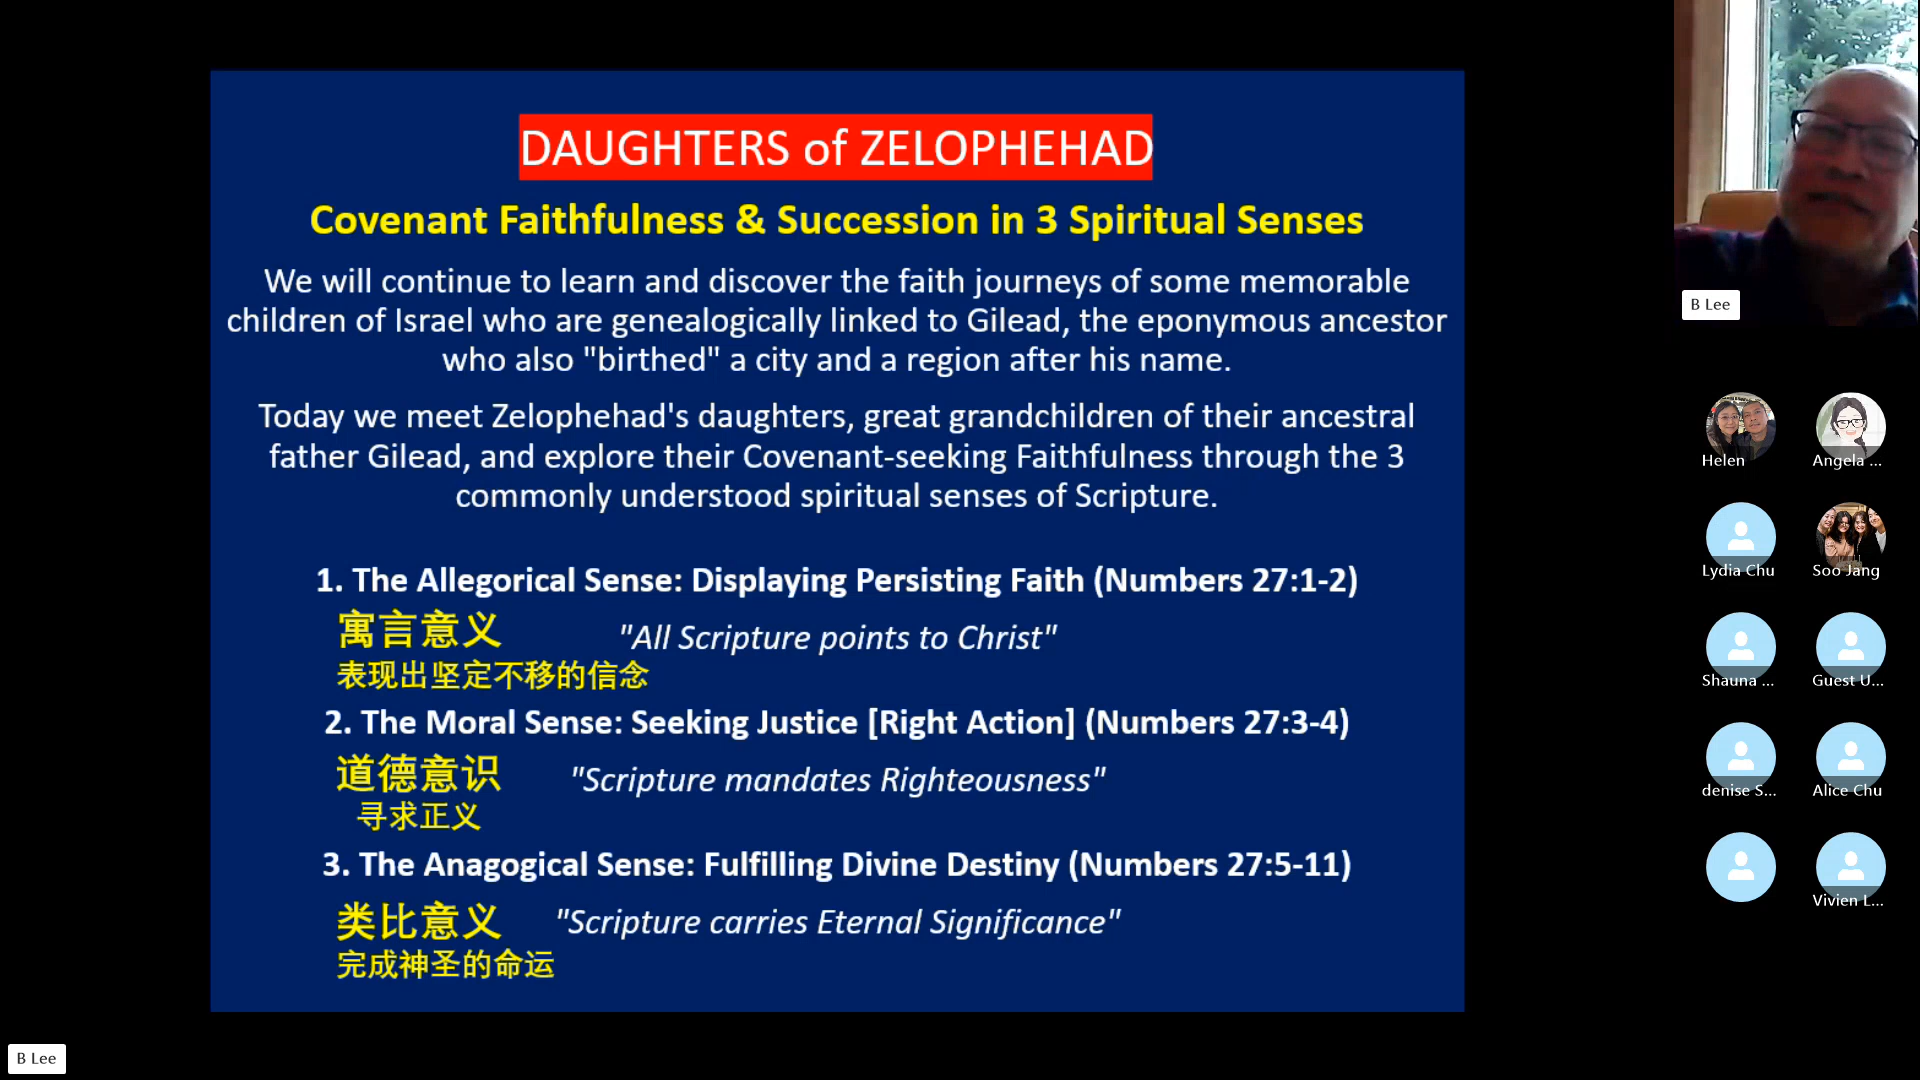 DAUGHTERS of ZELOPHEHAD
Covenant Faithfulness & Succession in 3 Spiritual Senses
We will continue to learn and discover the faith journeys of some memorable
children of Israel who are genealogically linked to Gilead, the eponymous ancestor
who also "birthed" a city and a region after his name.
Today we meet Zelophehad's daughters, great grandchildren of their ancestral
father Gilead, and explore their Covenant-seeking Faithfulness through the 3
commonly understood spiritual senses of Scripture.
1. The Allegorical Sense: Displaying Persisting Faith (Numbers 27:1-2)
寓言意义 "All Scripture points to Christ"
表现出坚定不移的信念
2. The Moral Sense: Seeking Justice [Right Action] (Numbers 27:3-4)
道德意识 "Scripture mandates Righteousness"
寻求正义
3. The Anagogical Sense: Fulfilling Divine Destiny (Numbers 27:5-11)
类比意义 "Scripture carries Eternal Significance"
完成神圣的命运
B Lee
Helen
Angela ...
Lydia Chu
Soo Jang
Shauna ...
Guest U...
denise S...
Alice Chu
Vivien L...
B Lee